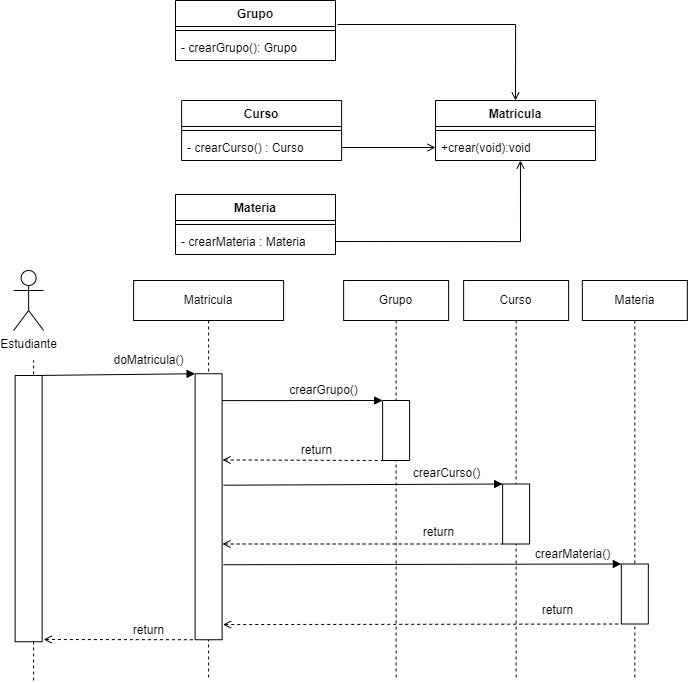 Grupo
- crearGrupo(): Grupo
Curso
- crearCurso() : Curso
Matricula
+crear(void):void
Materia
- crearMateria : Materia
Estudiante
Matricula
Grupo
Curso
Materia
doMatricula()
crearGrupo()
return
crearCurso()
return
crearMateria()
return
return